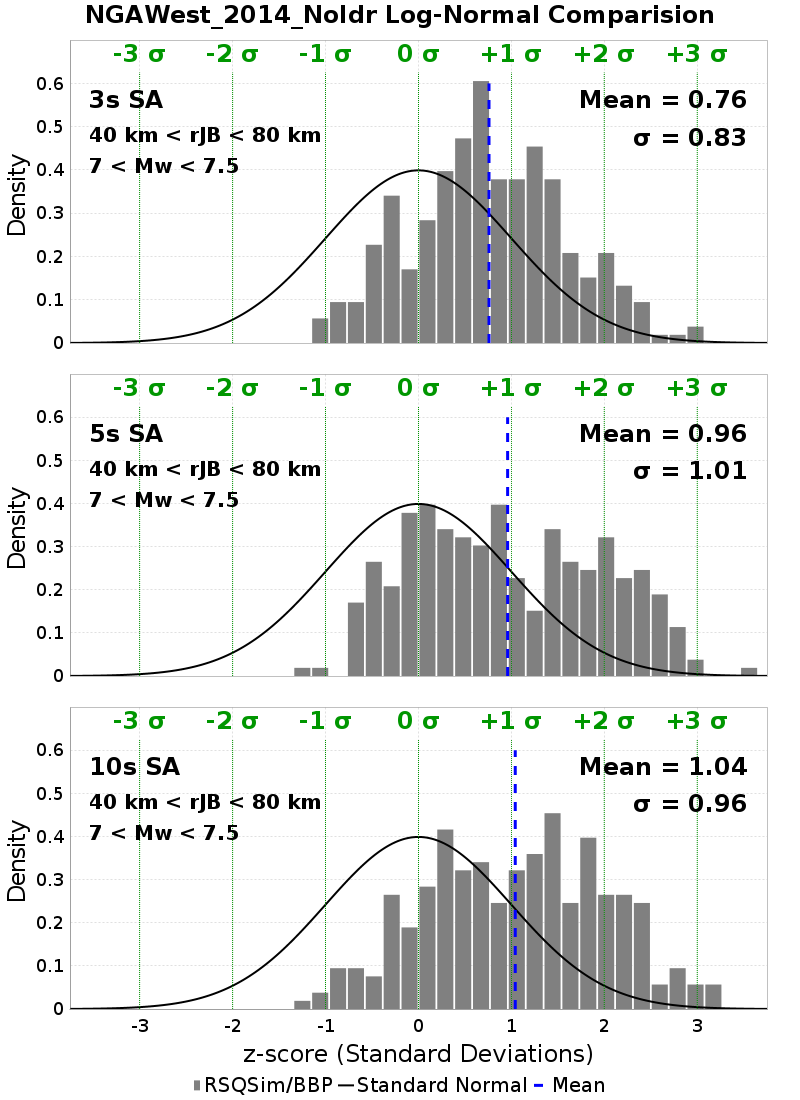 NGAWest_2014_NoIdr Log-Normal Comparision
-3 σ -2 σ -1 σ 0 σ +1 σ +2 σ +3 σ
3s SA
40 km < rJB < 80 km
7 < Mw < 7.5
Mean = 0.76
σ = 0.83
Density
0.6
0.5
0.4
0.3
0.2
0.1
0
-3 σ -2 σ -1 σ 0 σ +1 σ +2 σ +3 σ
5s SA
40 km < rJB < 80 km
7 < Mw < 7.5
Mean = 0.96
σ = 1.01
Density
0.6
0.5
0.4
0.3
0.2
0.1
0
-3 σ -2 σ -1 σ 0 σ +1 σ +2 σ +3 σ
10s SA
40 km < rJB < 80 km
7 < Mw < 7.5
Mean = 1.04
σ = 0.96
Density
0.6
0.5
0.4
0.3
0.2
0.1
0
-3 -2 -1 0 1 2 3
z-score (Standard Deviations)
RSQSim/BBP Standard Normal Mean